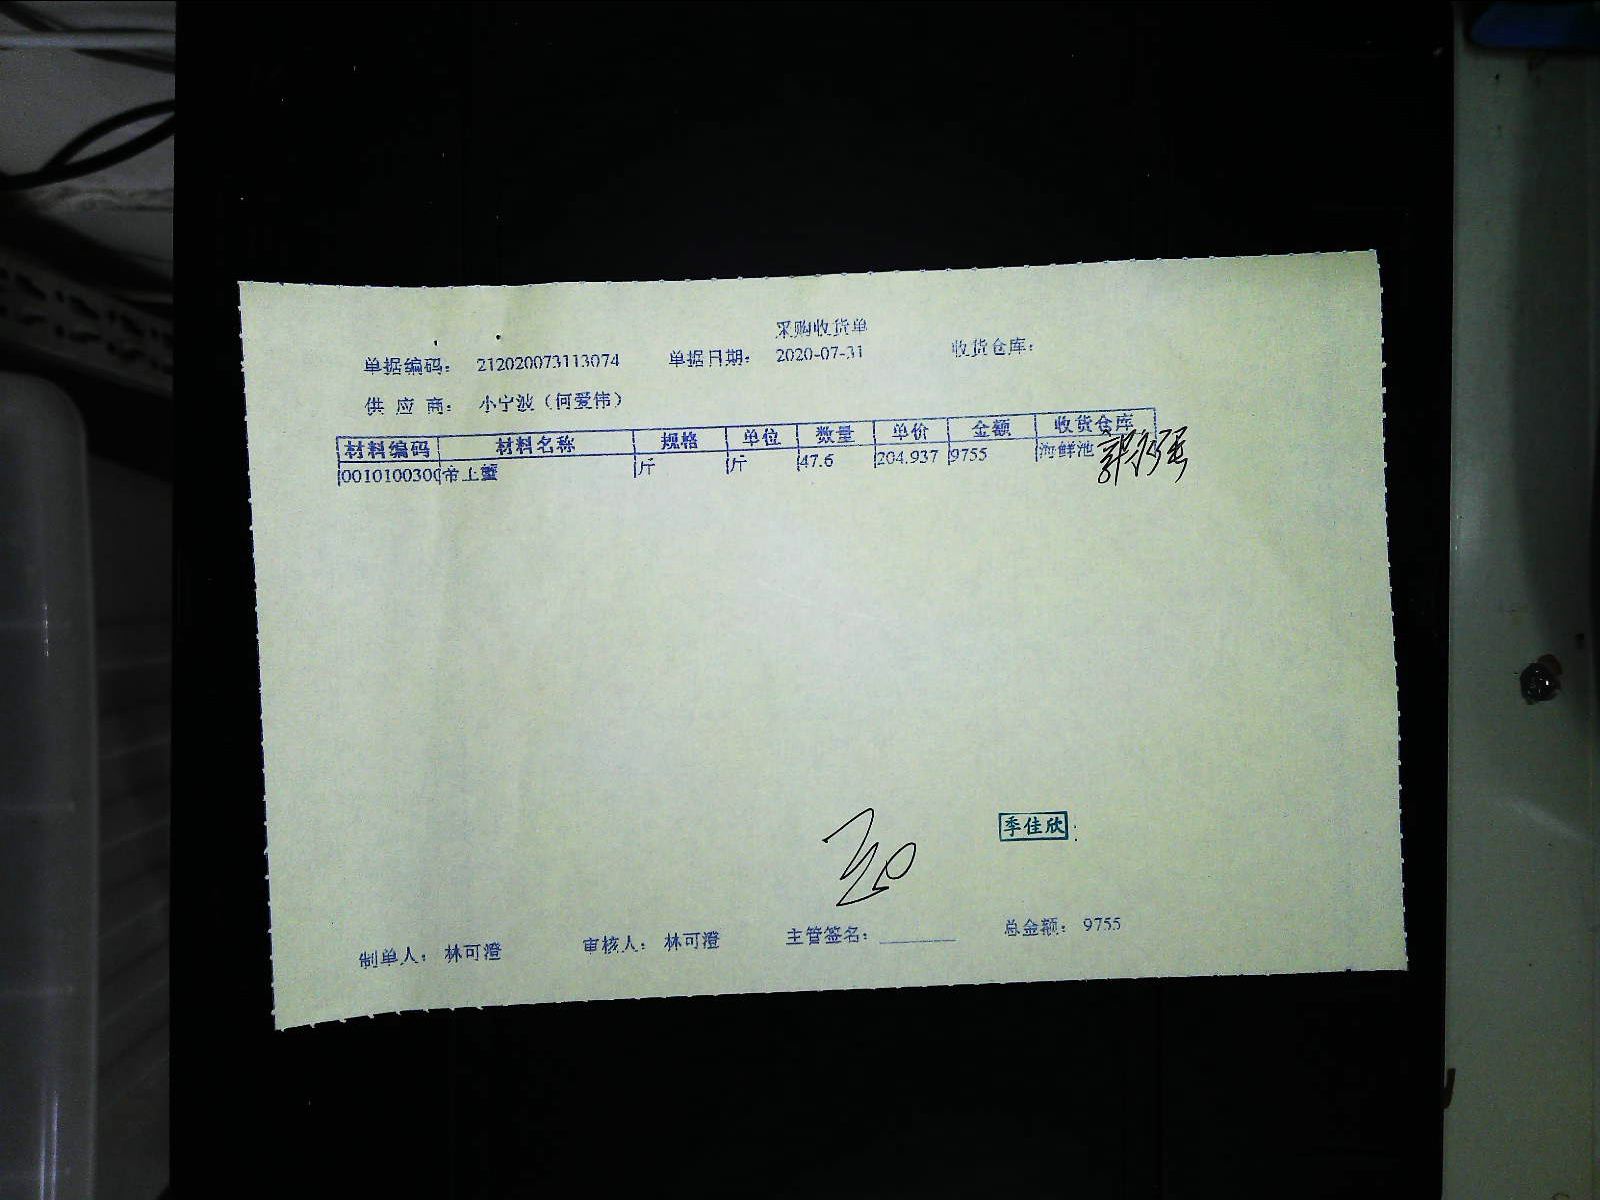 采购收货单
单据编码： 212020073113074 单据日期： 2020-07-31 收货仓库：
供 应 商： 小宁波（何爱伟）
材料编码 材料名称 规格 单位 数量 单价 金额 收货仓库
001010030 帝王蟹 斤 斤 47.6 204.937 9755 海鲜池
季佳欣
制单人： 林可澄 审核人： 林可澄 主管签名： 总金额： 9755